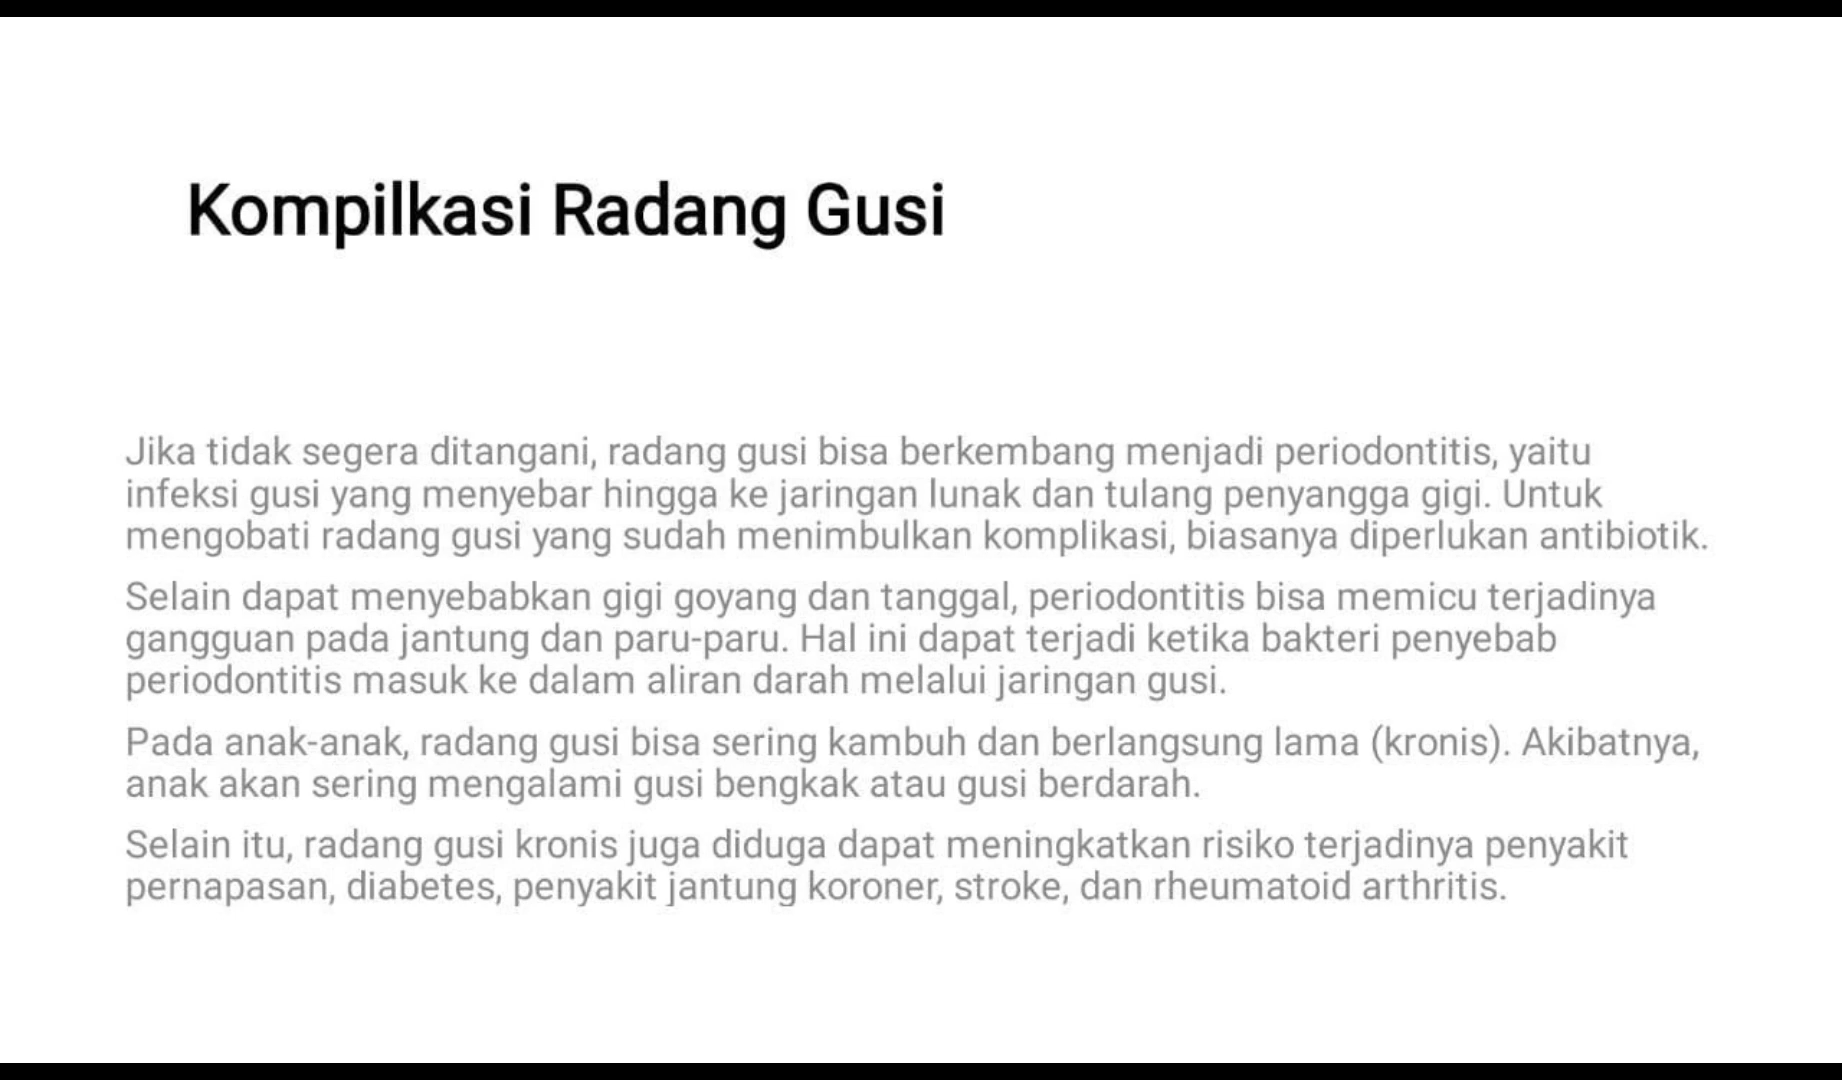 Kompilkasi Radang Gusi
Jika tidak segera ditangani, radang gusi bisa berkembang menjadi periodontitis, yaitu
infeksi gusi yang menyebar hingga ke jaringan lunak dan tulang penyangga gigi. Untuk
mengobati radang gusi yang sudah menimbulkan komplikasi, biasanya diperlukan antibiotik.
Selain dapat menyebabkan gigi goyang dan tanggal, periodontitis bisa memicu terjadinya
gangguan pada jantung dan paru-paru. Hal ini dapat terjadi ketika bakteri penyebab
periodontitis masuk ke dalam aliran darah melalui jaringan gusi.
Pada anak-anak, radang gusi bisa sering kambuh dan berlangsung lama (kronis). Akibatnya,
anak akan sering mengalami gusi bengkak atau gusi berdarah.
Selain itu, radang gusi kronis juga diduga dapat meningkatkan risiko terjadinya penyakit
pernapasan, diabetes, penyakit jantung koroner, stroke, dan rheumatoid arthritis.